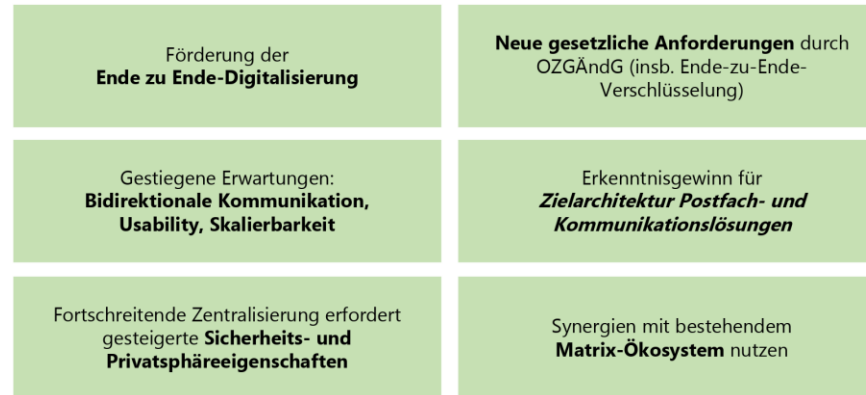 Förderung der
Ende zu Ende-Digitalisierung
Neue gesetzliche Anforderungen durch
OZGÄndG (insb. Ende-zu-Ende-
Verschlüsselung)
Gestiegene Erwartungen:
Bidirektionale Kommunikation,
Usability, Skalierbarkeit
Erkenntnisgewinn für
Zielarchitektur Postfach- und
Kommunikationslösungen
Fortschreitende Zentralisierung erfordert
gesteigerte Sicherheits- und
Privatsphäreeigenschaften
Synergien mit bestehendem
Matrix-Ökosystem nutzen